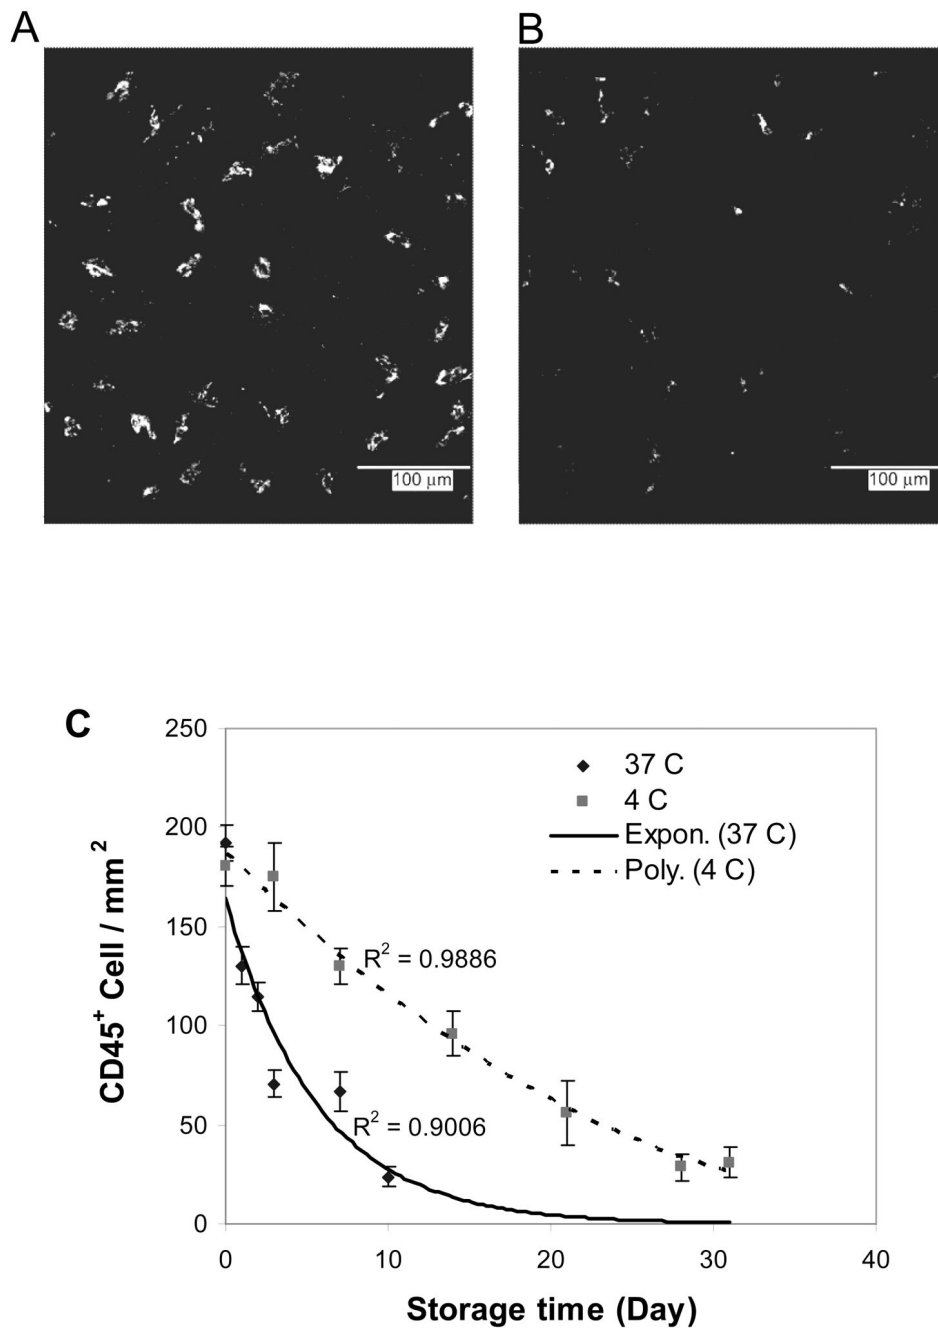 A
B
100 µm
100 µm
C
250
200
150
100
50
0
CD45⁺ Cell / mm²
37 C
4 C
Expon. (37 C)
Poly. (4 C)
R² = 0.9886
R² = 0.9006
0
10
20
30
40
Storage time (Day)